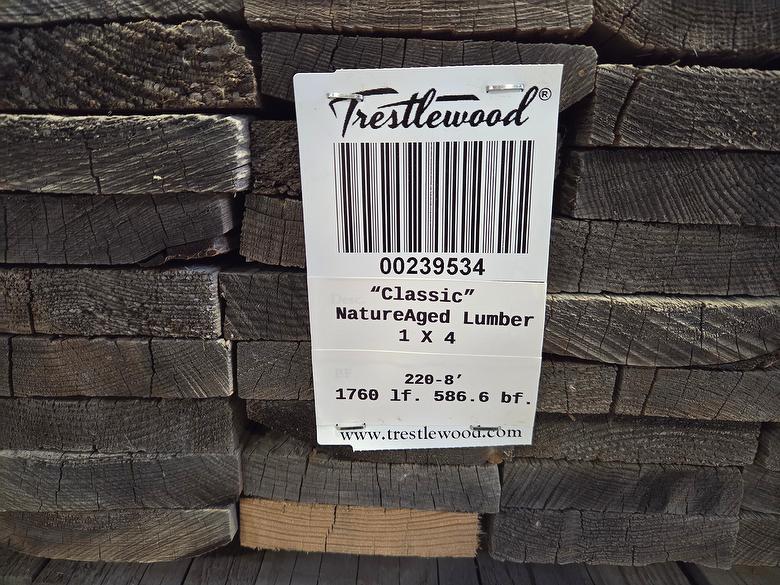 Trestlewood®
00239534
“Classic”
NatureAged Lumber
1 X 4
220-8’
1760 lf. 586.6 bf.
www.trestlewood.com